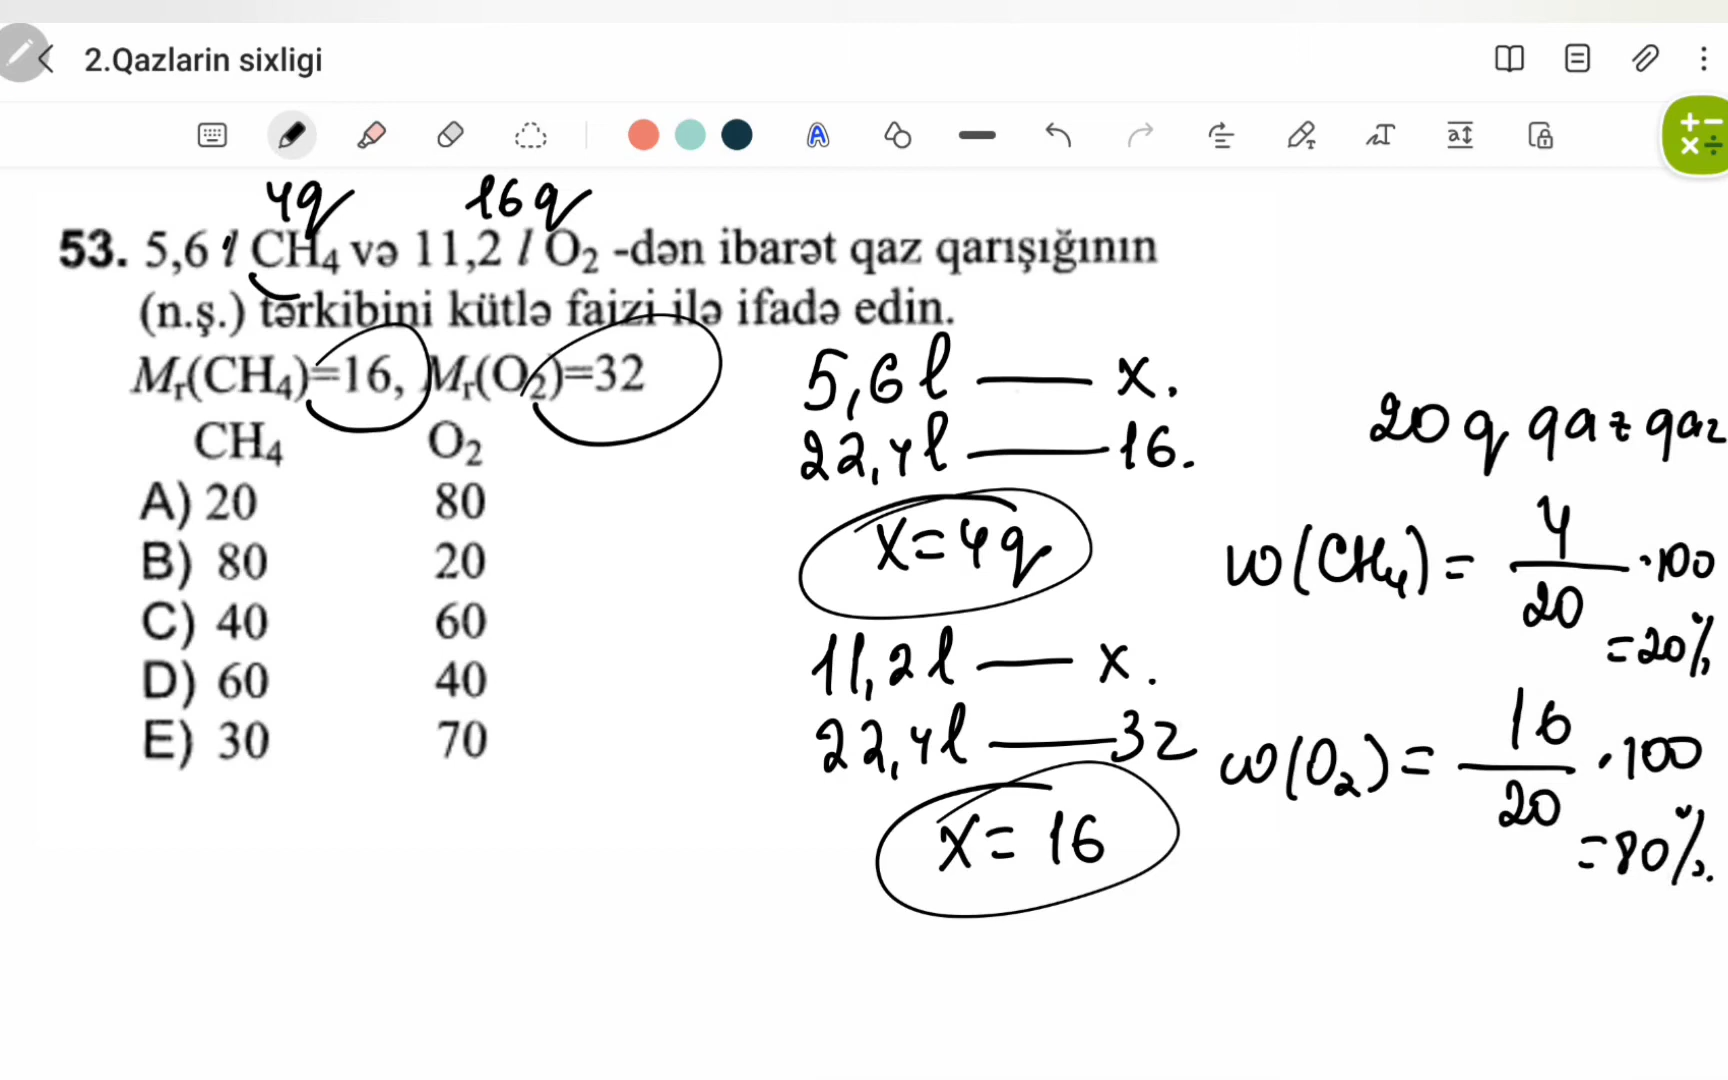 2.Qazlarin sixligi
4q 16q
53. 5,6 l CH₄ və 11,2 l O₂ -dən ibarət qaz qarışığının
(n.ş.) tərkibini kütlə faizi ilə ifadə edin.
Mᵣ(CH₄)=16, Mᵣ(O₂)=32
CH₄ O₂
A) 20 80
B) 80 20
C) 40 60
D) 60 40
E) 30 70
5,6 l — x.
22,4 l — 16.
x=4q
11,2 l — x.
22,4 l — 32
x= 16
20 q qaz qaz
ω(CH₄) = 4/20 · 100
= 20%
ω(O₂) = 16/20 · 100
= 80%.